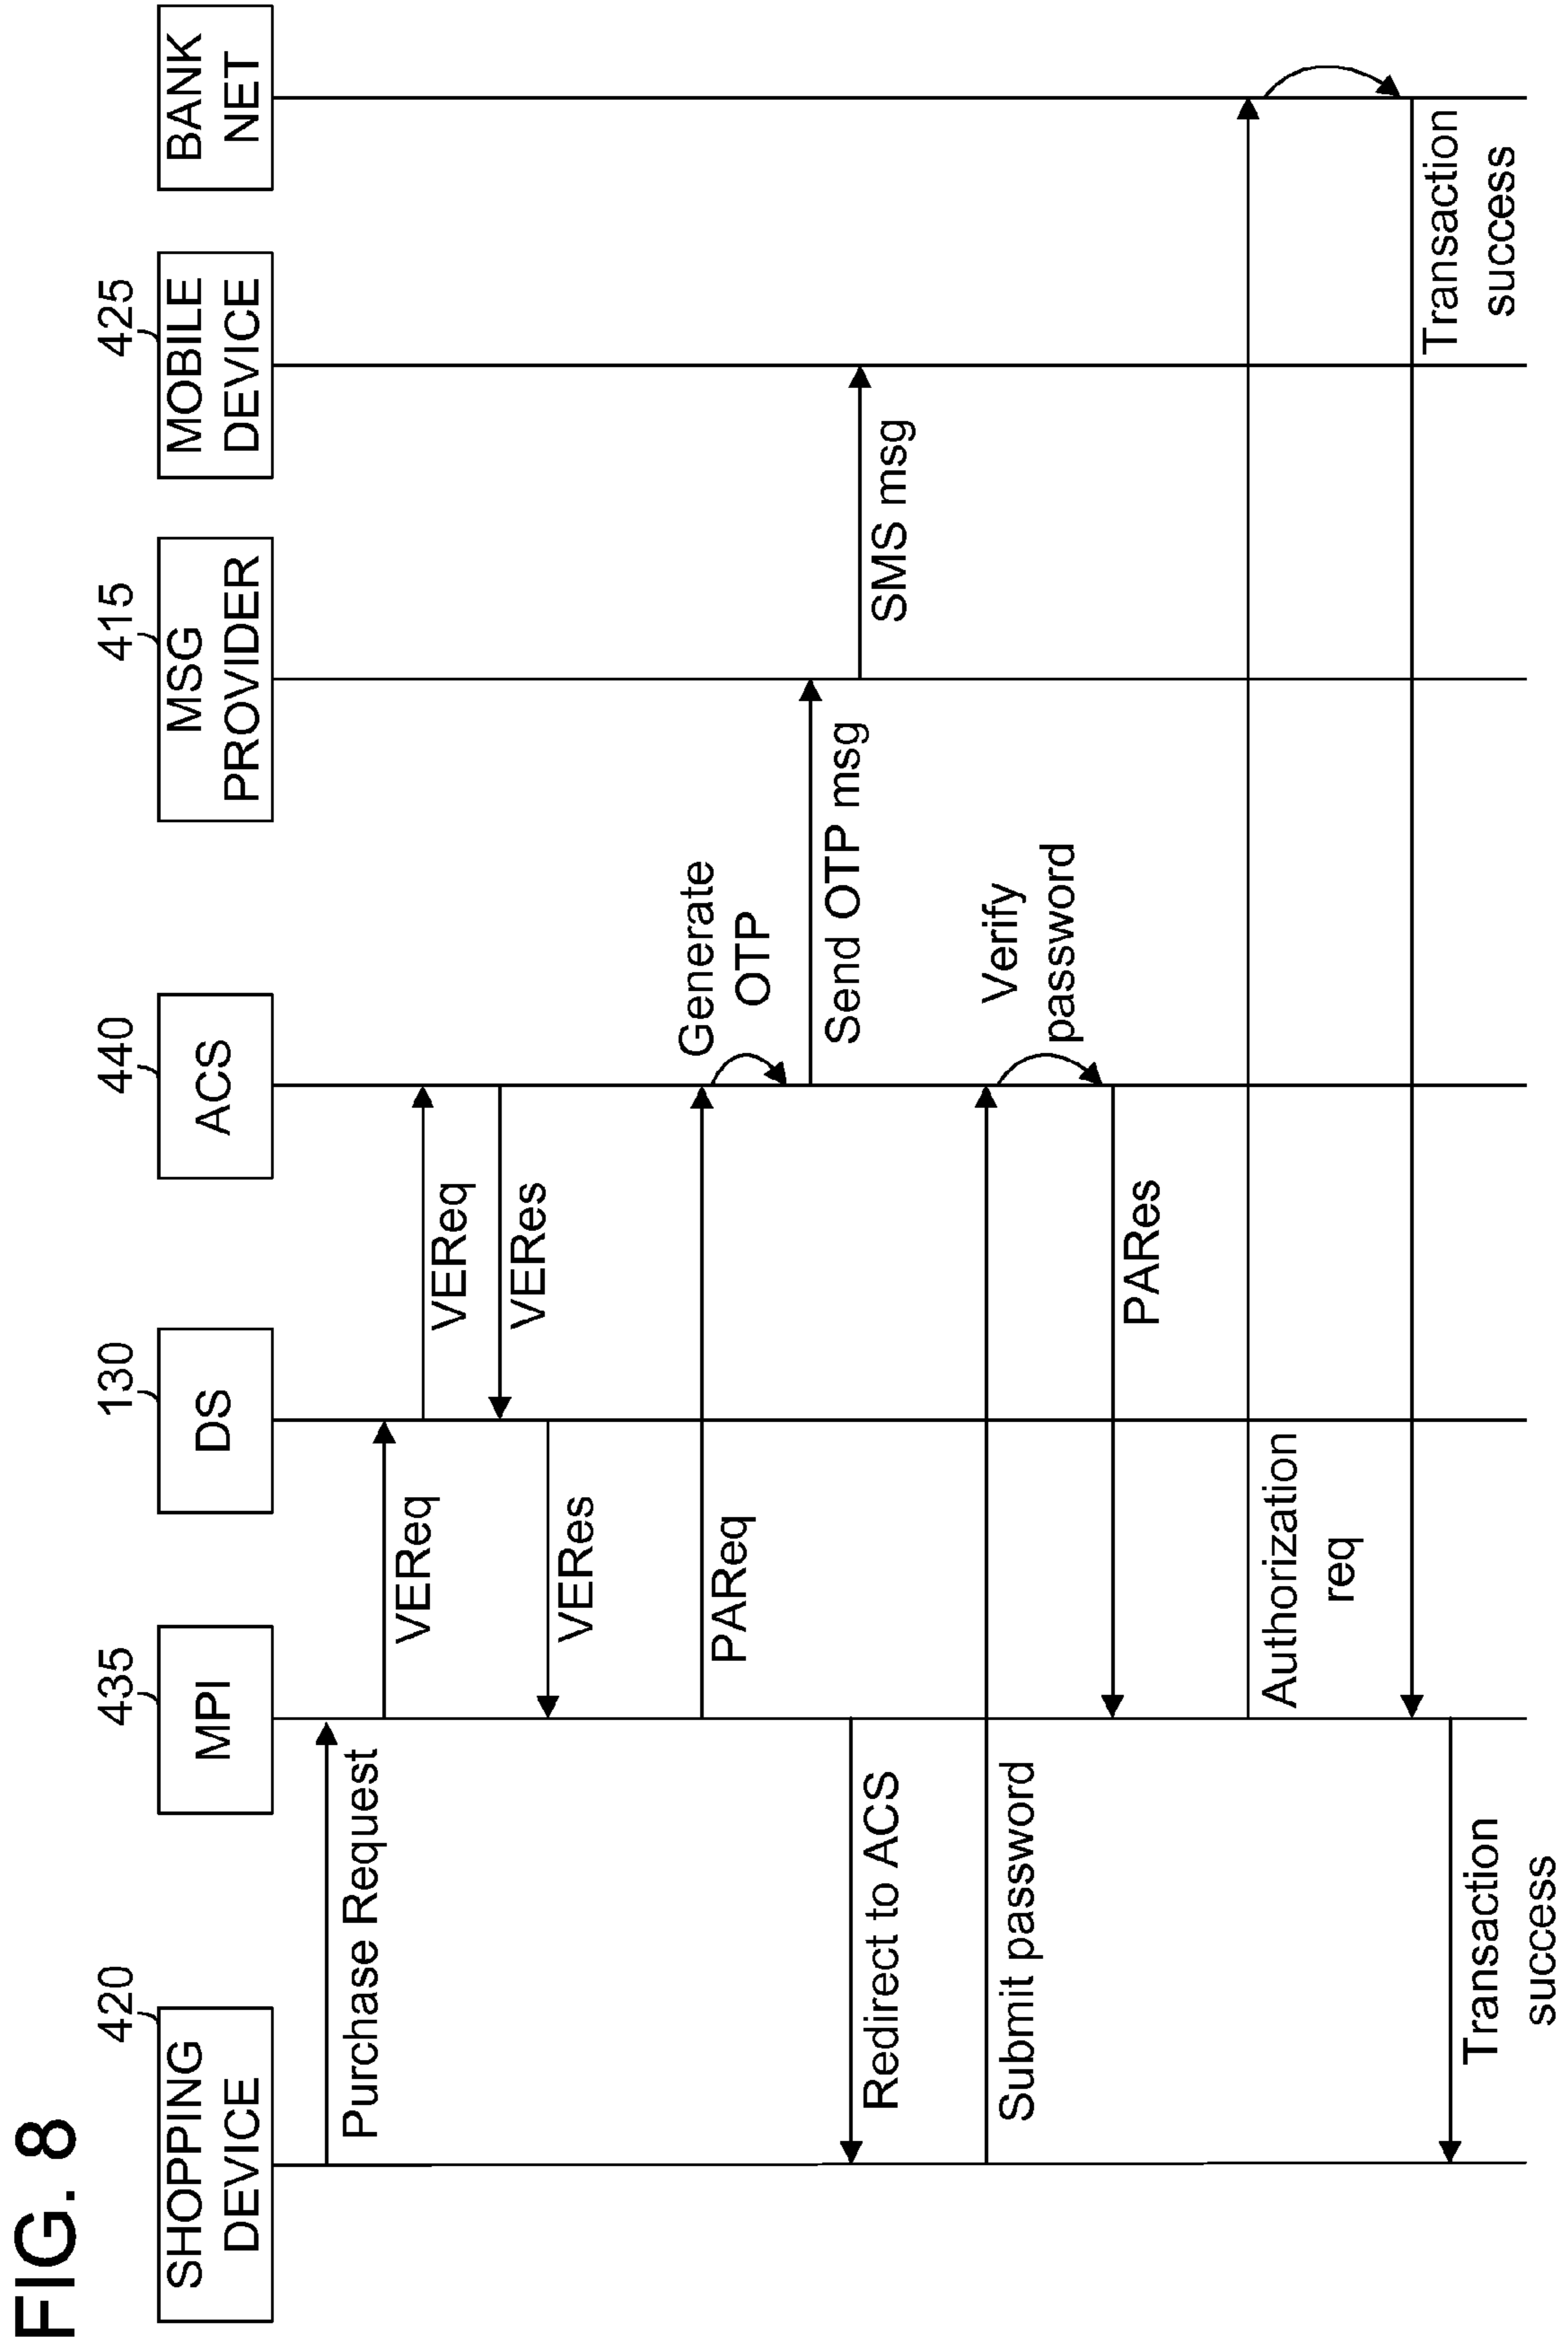 FIG. 8
420
SHOPPING
DEVICE
435
MPI
130
DS
440
ACS
415
MSG
PROVIDER
425
MOBILE
DEVICE
BANK
NET
Purchase Request
VEReq
VEReq
VERes
VERes
PAReq
Generate
OTP
Send OTP msg
Redirect to ACS
SMS msg
Submit password
Verify
password
PARes
Authorization
req
Transaction
success
Transaction
success